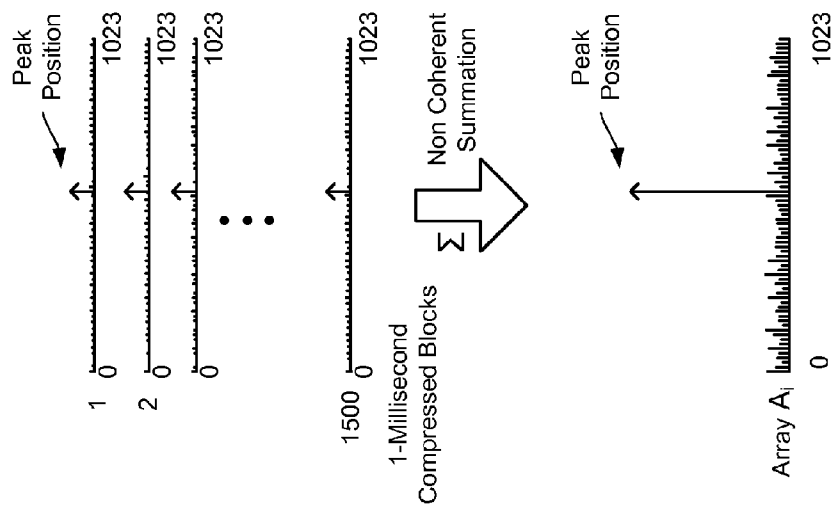 Peak
Position
1
0
1023
2
0
1023
0
1023
1500
0
1023
1-Millisecond
Compressed Blocks
Σ
Non Coherent
Summation
Peak
Position
Array Ai
0
1023